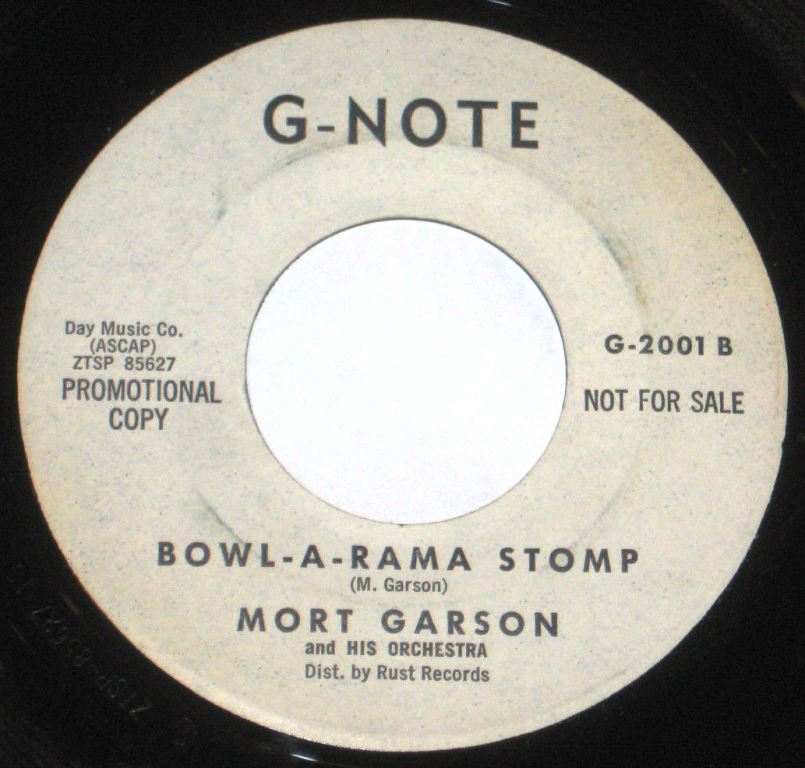 G-NOTE
Day Music Co.
(ASCAP)
ZTSP 85627
PROMOTIONAL
COPY
G-2001 B
NOT FOR SALE
BOWL-A-RAMA STOMP
(M. Garson)
MORT GARSON
and HIS ORCHESTRA
Dist. by Rust Records